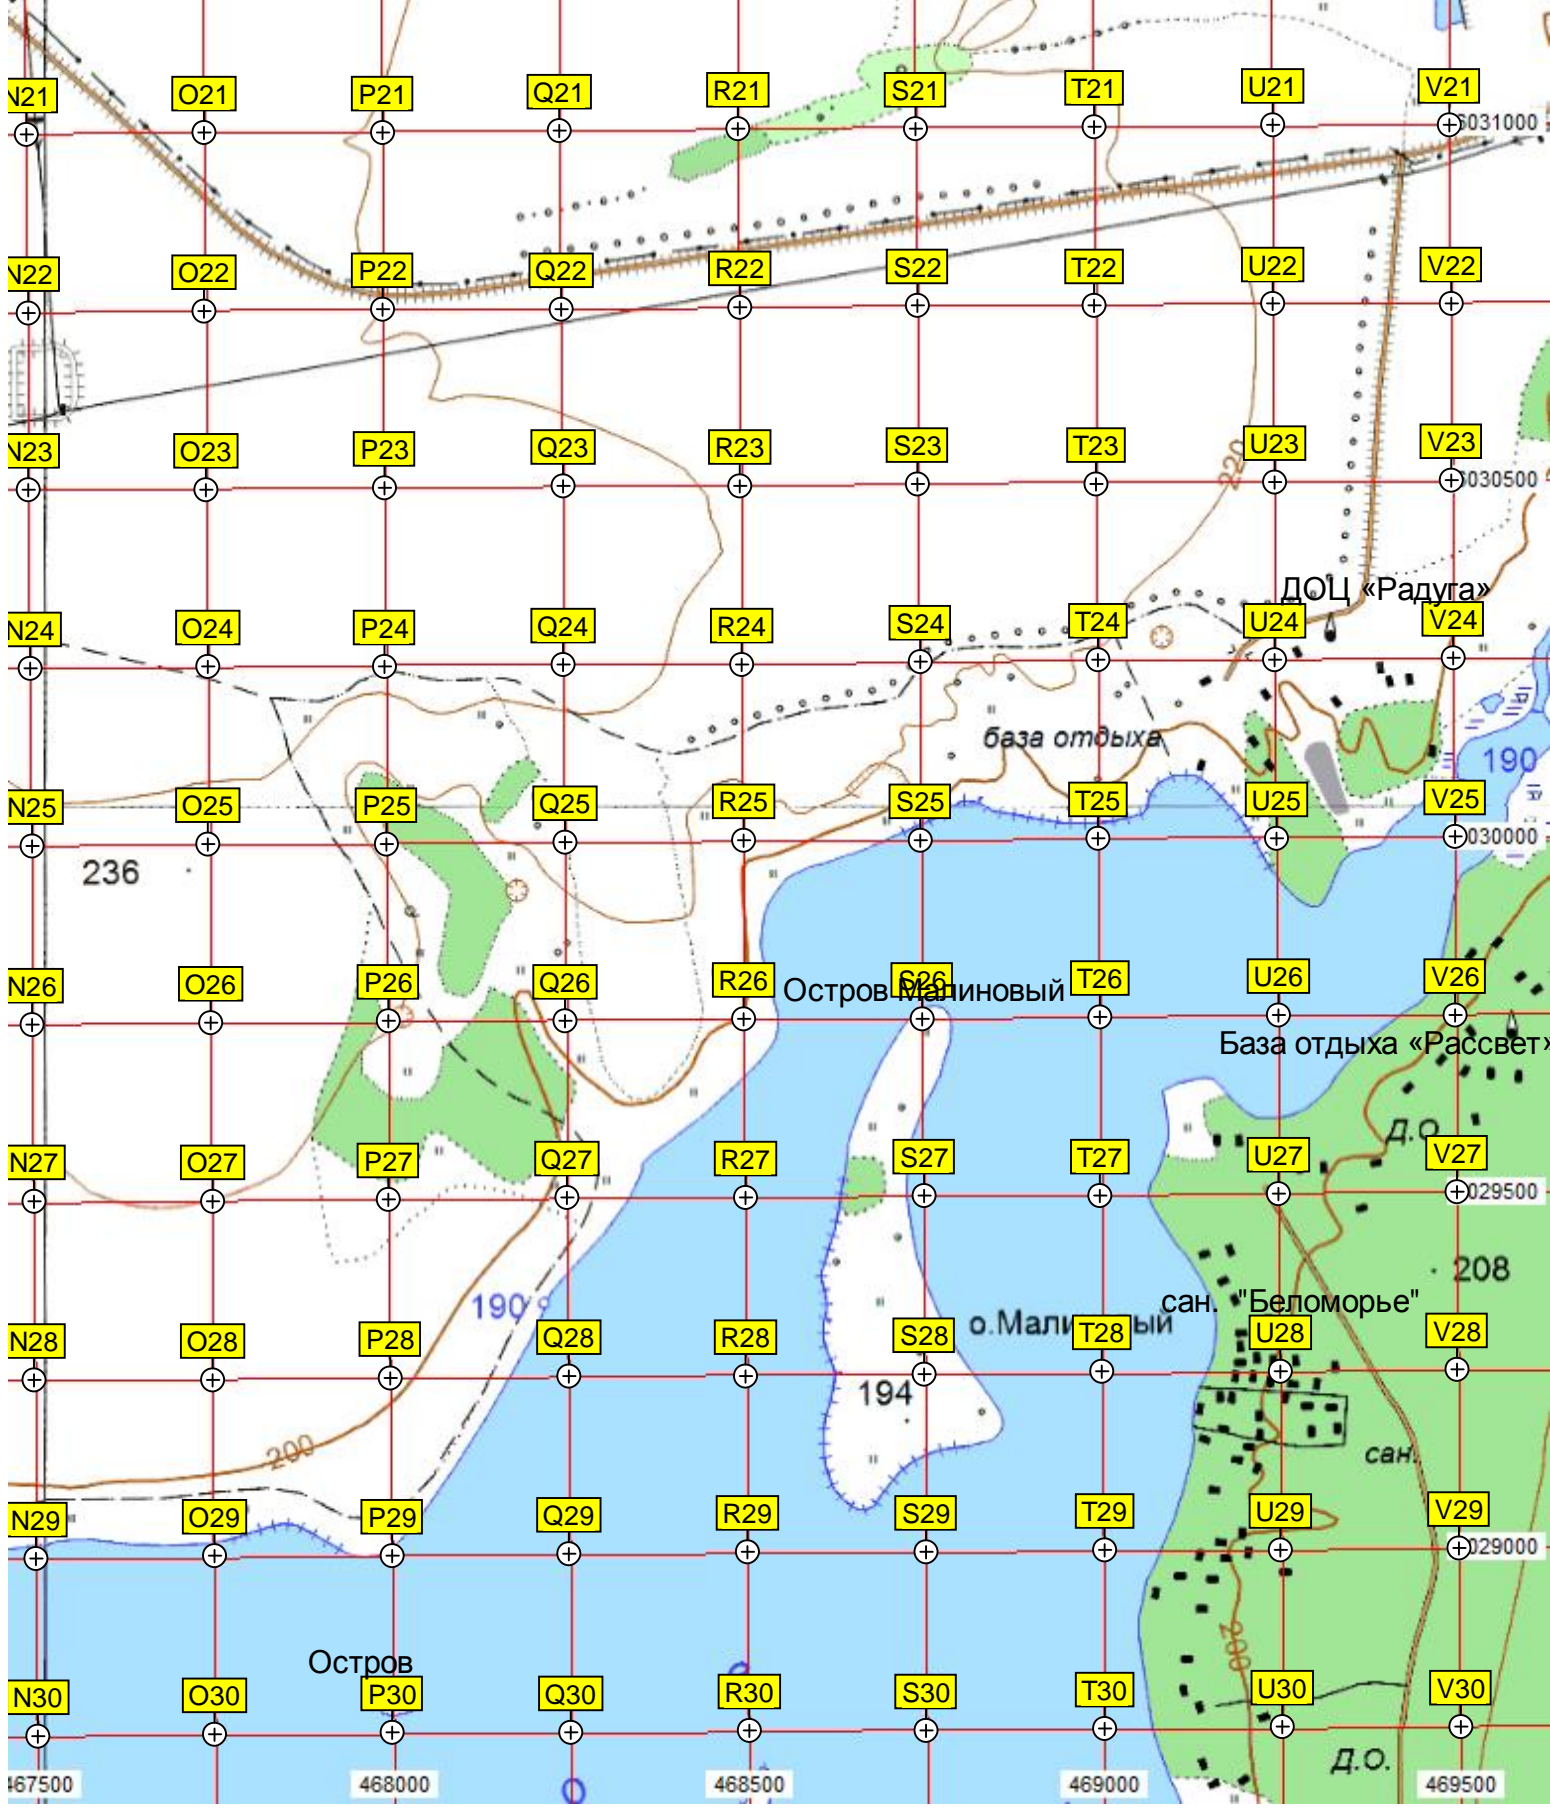 N21 O21 P21 Q21 R21 S21 T21 U21 V21
6031000
N22 O22 P22 Q22 R22 S22 T22 U22 V22
N23 O23 P23 Q23 R23 S23 T23 U23 V23
220
6030500
ДОЦ «Радуга»
N24 O24 P24 Q24 R24 S24 T24 U24 V24
база отдыха
190
N25 O25 P25 Q25 R25 S25 T25 U25 V25
030000
236
N26 O26 P26 Q26 R26 S26 T26 U26 V26
Остров Малиновый
База отдыха «Рассвет»
Д.О.
N27 O27 P27 Q27 R27 S27 T27 U27 V27
029500
208
190
сан. "Беломорье"
о.Малиновый
N28 O28 P28 Q28 R28 S28 T28 U28 V28
194
200
сан.
N29 O29 P29 Q29 R29 S29 T29 U29 V29
029000
200
Остров
N30 O30 P30 Q30 R30 S30 T30 U30 V30
Д.О.
467500 468000 468500 469000 469500